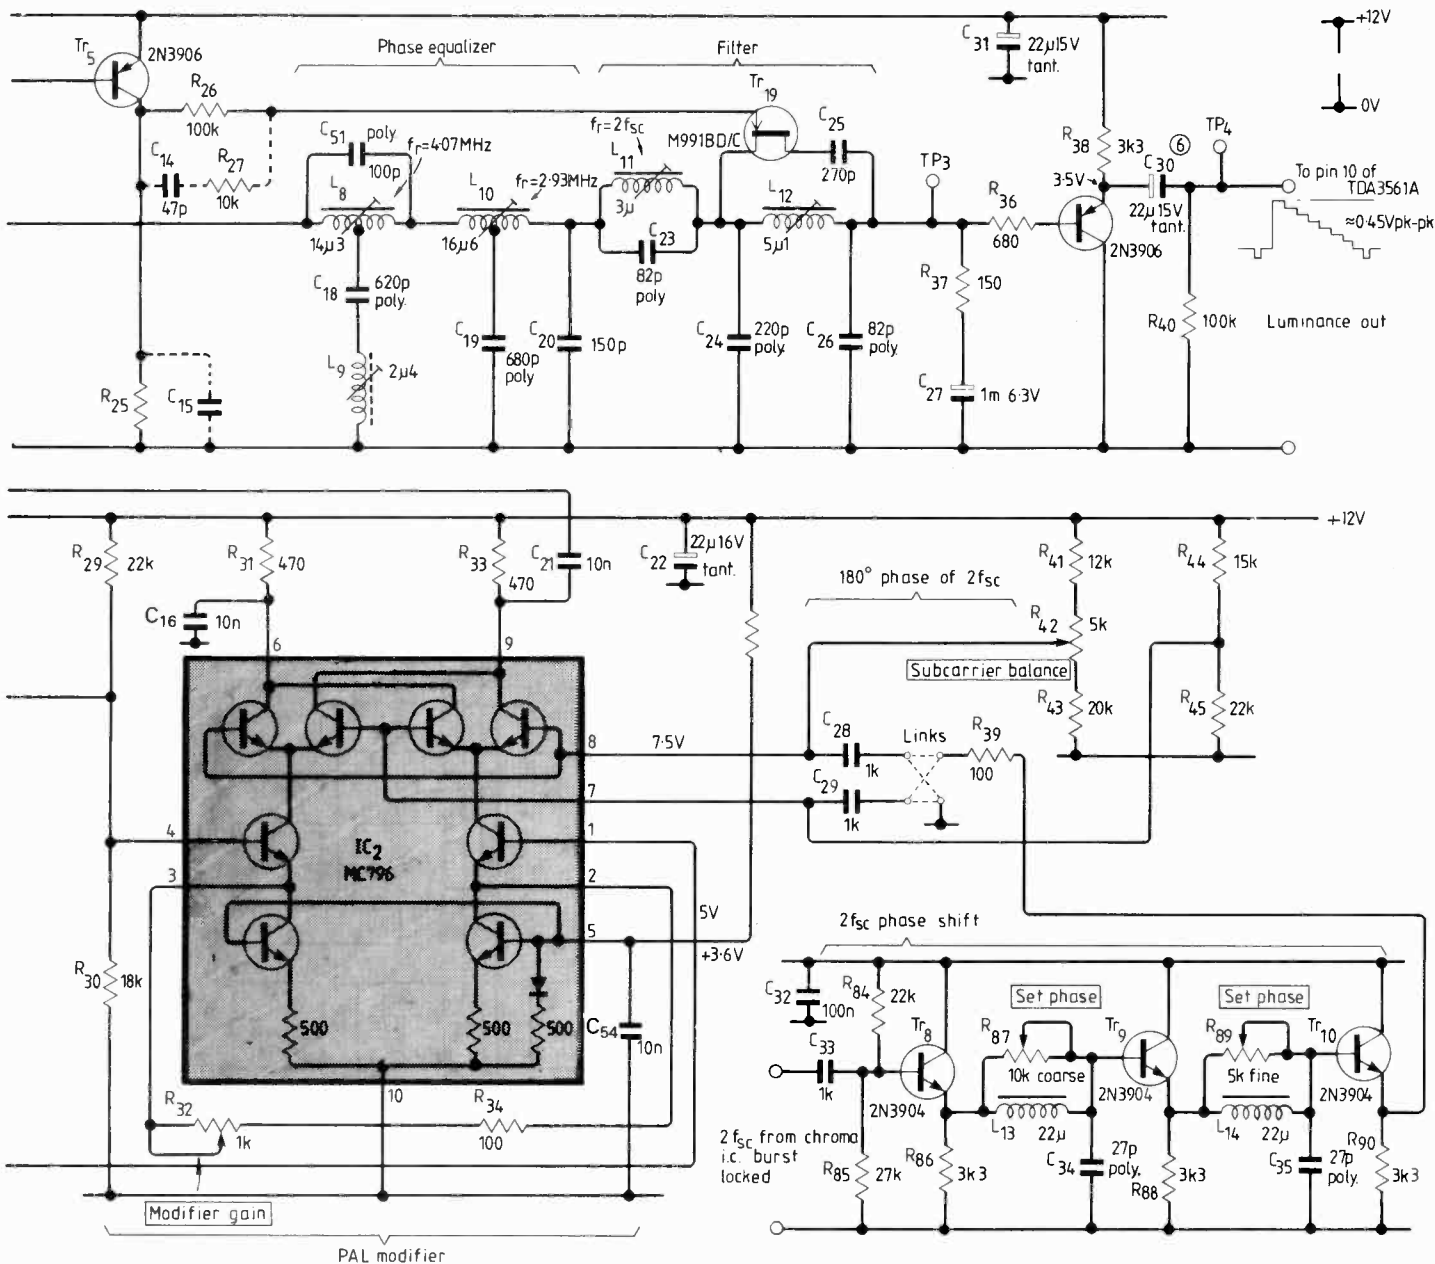 +12V
0V
Tr5
2N3906
Phase equalizer
Filter
C31
22µ15V
tant.
R26
100k
C14
47p
R27
10k
C51
poly.
100p
fr=4·07MHz
L8
14µ3
L10
16µ6
fr=2·93MHz
fr=2fsc
L11
3µ
C23
82p
poly
Tr19
M991BD/C
C25
270p
L12
5µ1
TP3
R36
680
R38
3k3
3·5V
C30
6
22µ15V
tant.
TP4
2N3906
To pin 10 of
TDA3561A
≈0·45Vpk-pk
R37
150
R40
100k
Luminance out
C18
620p
poly.
L9
2µ4
C19
680p
poly
C20
150p
C24
220p
poly.
C26
82p
poly.
C27
1m 6·3V
R25
C15
+12V
R29
22k
R31
470
R33
470
C21
10n
C22
22µ16V
tant.
R41
12k
R44
15k
180° phase of 2fsc
R42
5k
Subcarrier balance
R43
20k
R45
22k
C16
10n
6
9
8
7·5V
7
C28
1k
C29
1k
Links
R39
100
4
3
IC2
MC796
1
2
5
5V
+3·6V
R30
18k
500
500
500
C54
10n
10
R32
1k
R34
100
Modifier gain
PAL modifier
2fsc phase shift
C32
100n
R84
22k
C33
1k
Tr8
2N3904
Set phase
R87
10k coarse
L13
22µ
Tr9
2N3904
Set phase
R89
5k fine
L14
22µ
Tr10
2N3904
2fsc from chroma
i.c. burst
locked
R85
27k
R86
3k3
C34
27p
poly.
R88
3k3
C35
27p
poly.
R90
3k3